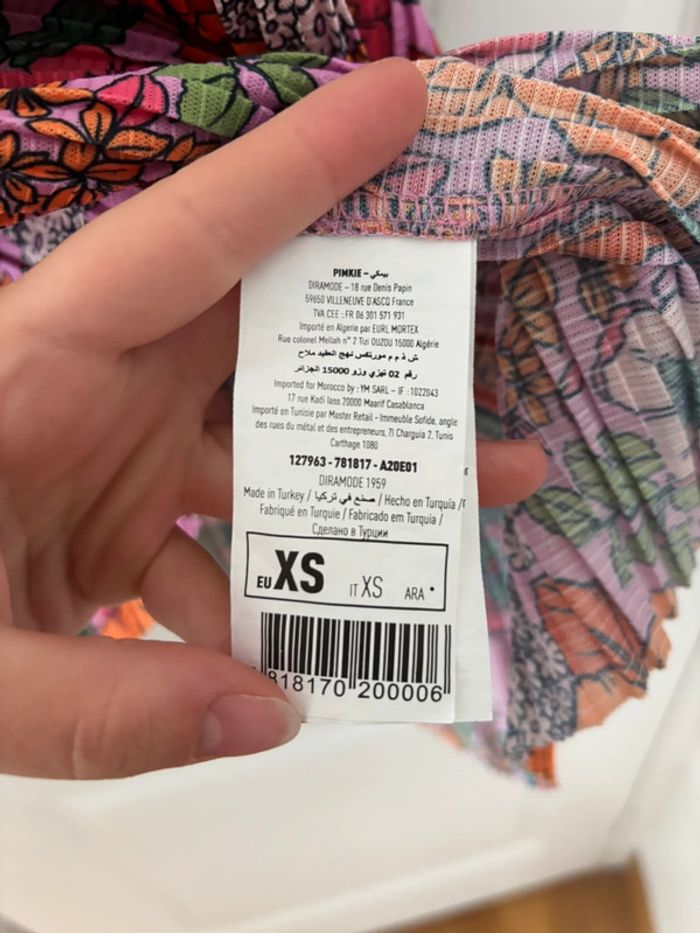 PIMKIE – بيمكي
DIRAMODE – 18 rue Denis Papin
59650 VILLENEUVE D'ASCQ France
TVA CEE : FR 06 301 571 931
Importé en Algerie par EURL MORTEX
Rue colonel Mellah n° 2 Tizi OUZOU 15000 Algérie
ش ذ م م مورتكس نهج العقيد ملاح
رقم 02 تيزي وزو 15000 الجزائر
Imported for Morocco by : YM SARL – IF : 1022043
17 rue Kadi Iass 20000 Maarif Casablanca
Importé en Tunisie par Master Retail - Immeuble Sofide, angle
des rues du métal et des entrepreneurs, ZI Charguia 2, Tunis
Carthage 1080
127963 - 781817 - A20E01
DIRAMODE 1959
Made in Turkey / صنع في تركيا / Hecho en Turquía /
Fabriqué en Turquie / Fabricado em Turquia /
Сделано в Турции
EU XS IT XS ARA *
818170 200006